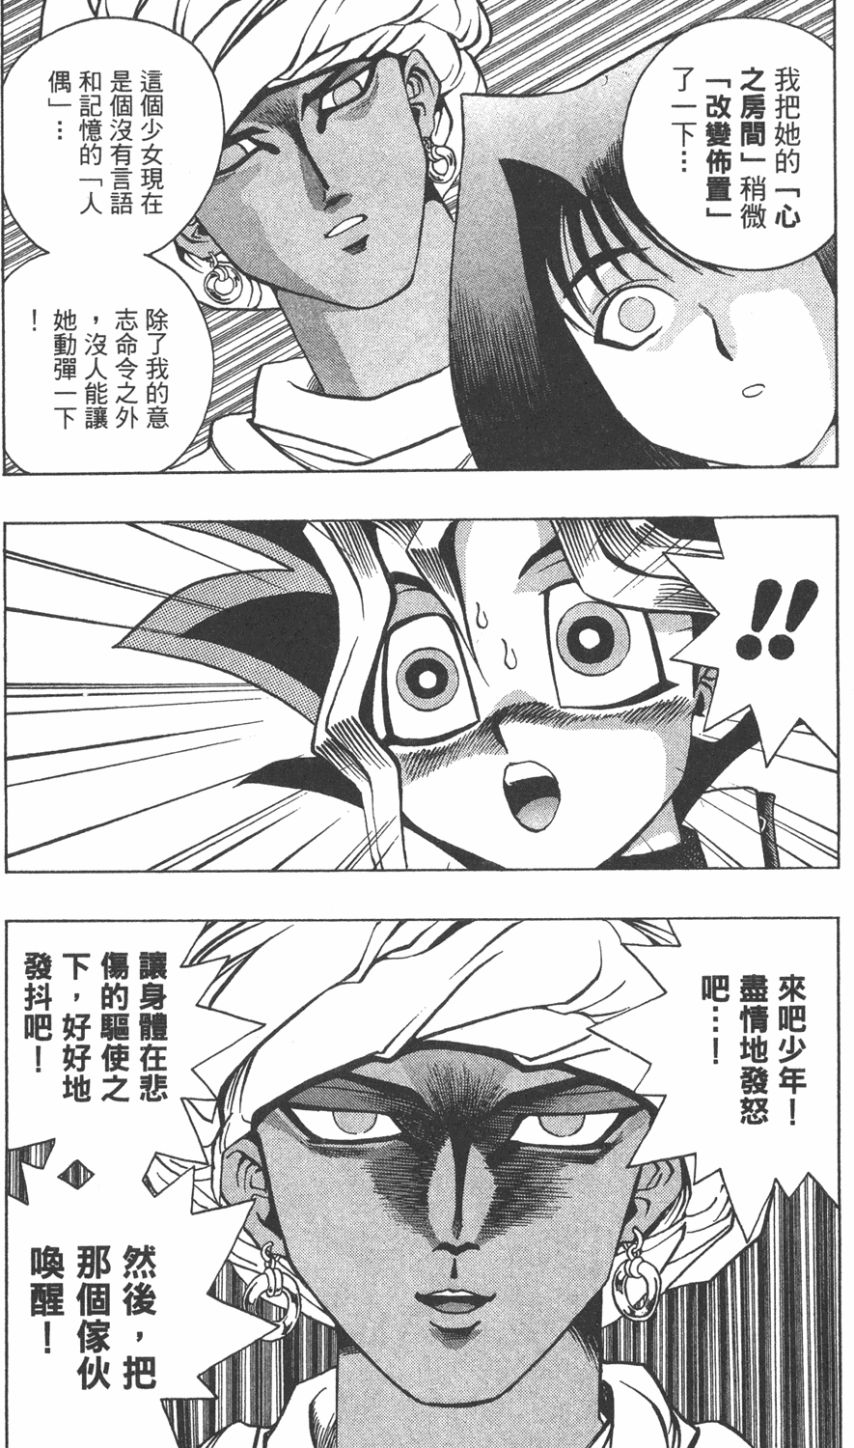 我把她的「心
之房間」稍微
「改變佈置」
了一下…
這個少女現在
是個沒有言語
和記憶的「人
偶」…
除了我的意
志命令之外
，沒人能讓
她動彈一下
！
!!
來吧少年！
盡情地發怒
吧…！
讓身體在悲
傷的驅使之
下，好好地
發抖吧！
然後，把
那個傢伙
喚醒！